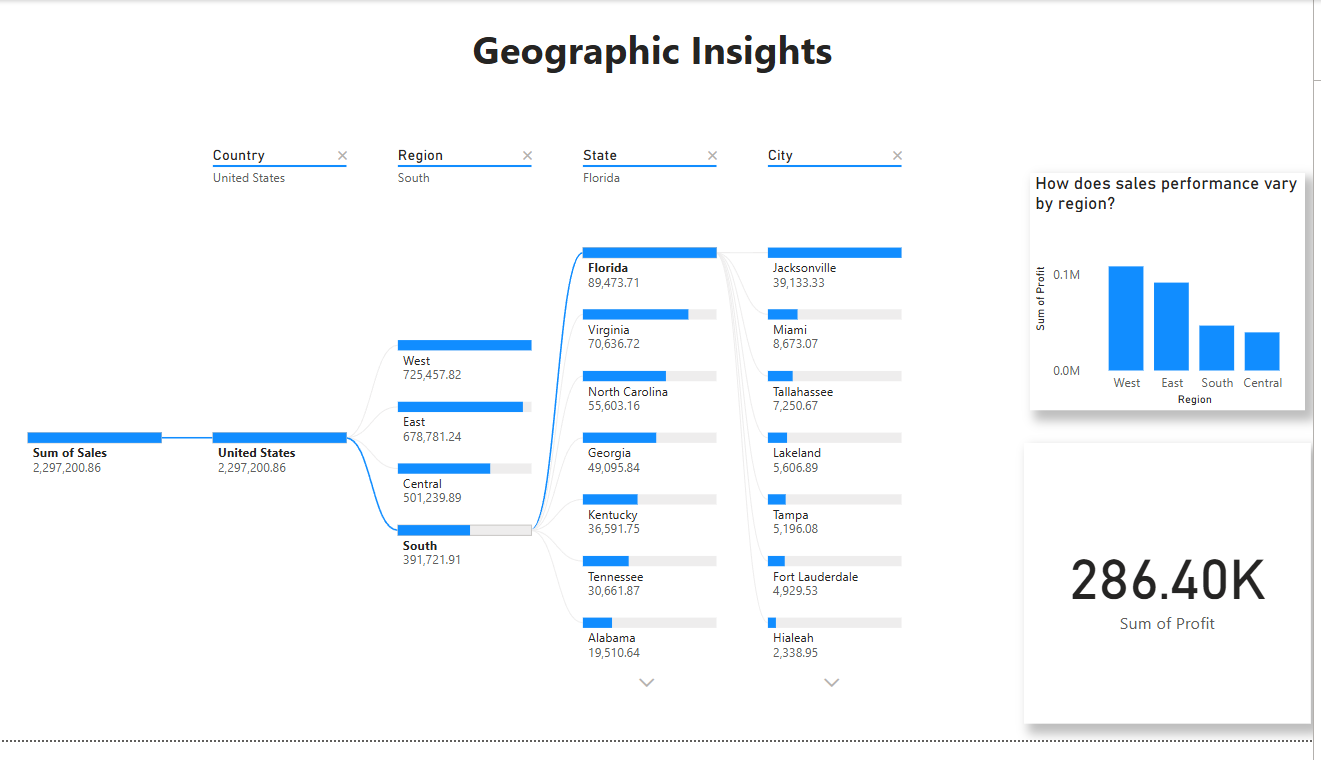 Geographic Insights
Country
United States
Region
South
State
Florida
City
Sum of Sales
2,297,200.86
United States
2,297,200.86
West
725,457.82
East
678,781.24
Central
501,239.89
South
391,721.91
Florida
89,473.71
Virginia
70,636.72
North Carolina
55,603.16
Georgia
49,095.84
Kentucky
36,591.75
Tennessee
30,661.87
Alabama
19,510.64
Jacksonville
39,133.33
Miami
8,673.07
Tallahassee
7,250.67
Lakeland
5,606.89
Tampa
5,196.08
Fort Lauderdale
4,929.53
Hialeah
2,338.95
How does sales performance vary
by region?
Sum of Profit
0.1M
0.0M
West East South Central
Region
286.40K
Sum of Profit